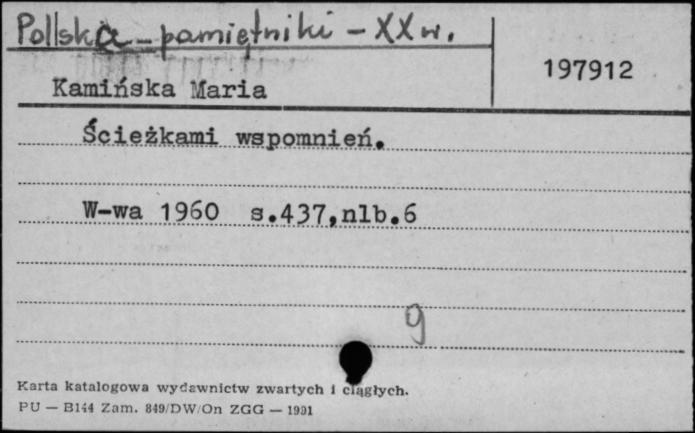 Polska - pamiętniki - XX w.
197912
Kamińska Maria
Ścieżkami wspomnień.
W-wa 1960 s.437,nlb.6
9
Karta katalogowa wydawnictw zwartych i ciągłych.
PU — B144 Zam. 849/DW/On ZGG — 1991